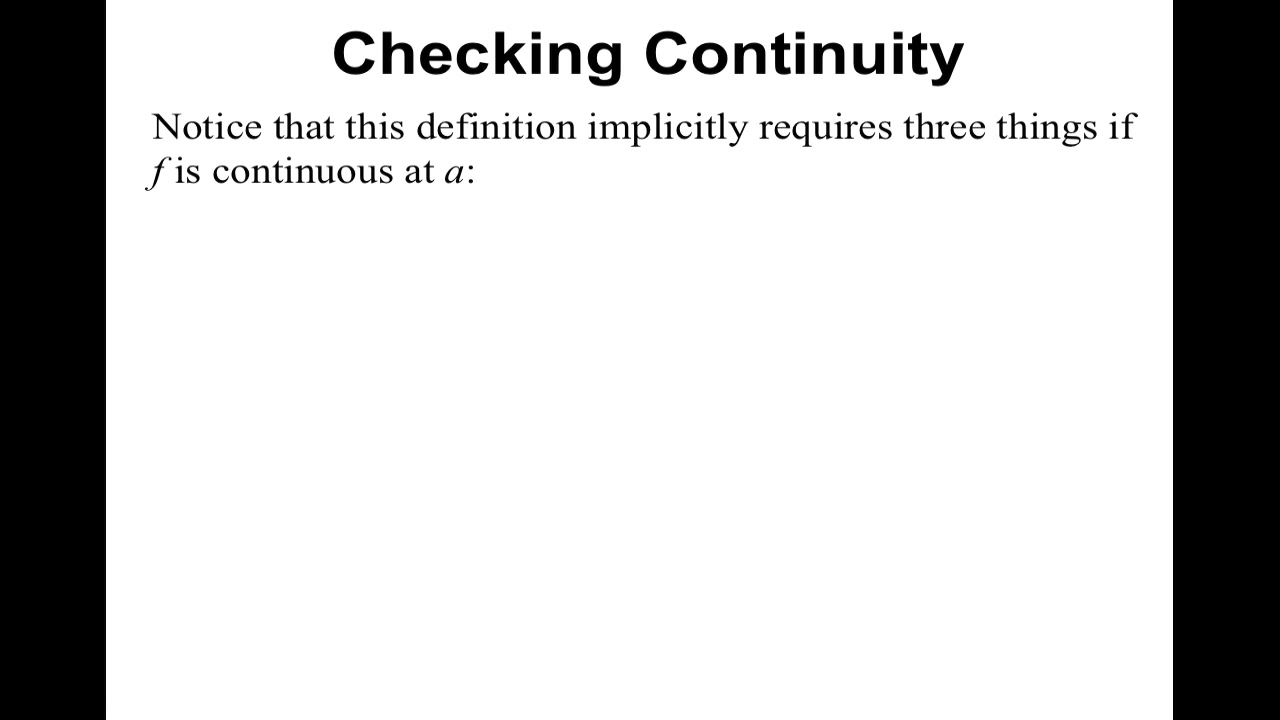 Checking Continuity
Notice that this definition implicitly requires three things if
f is continuous at a: